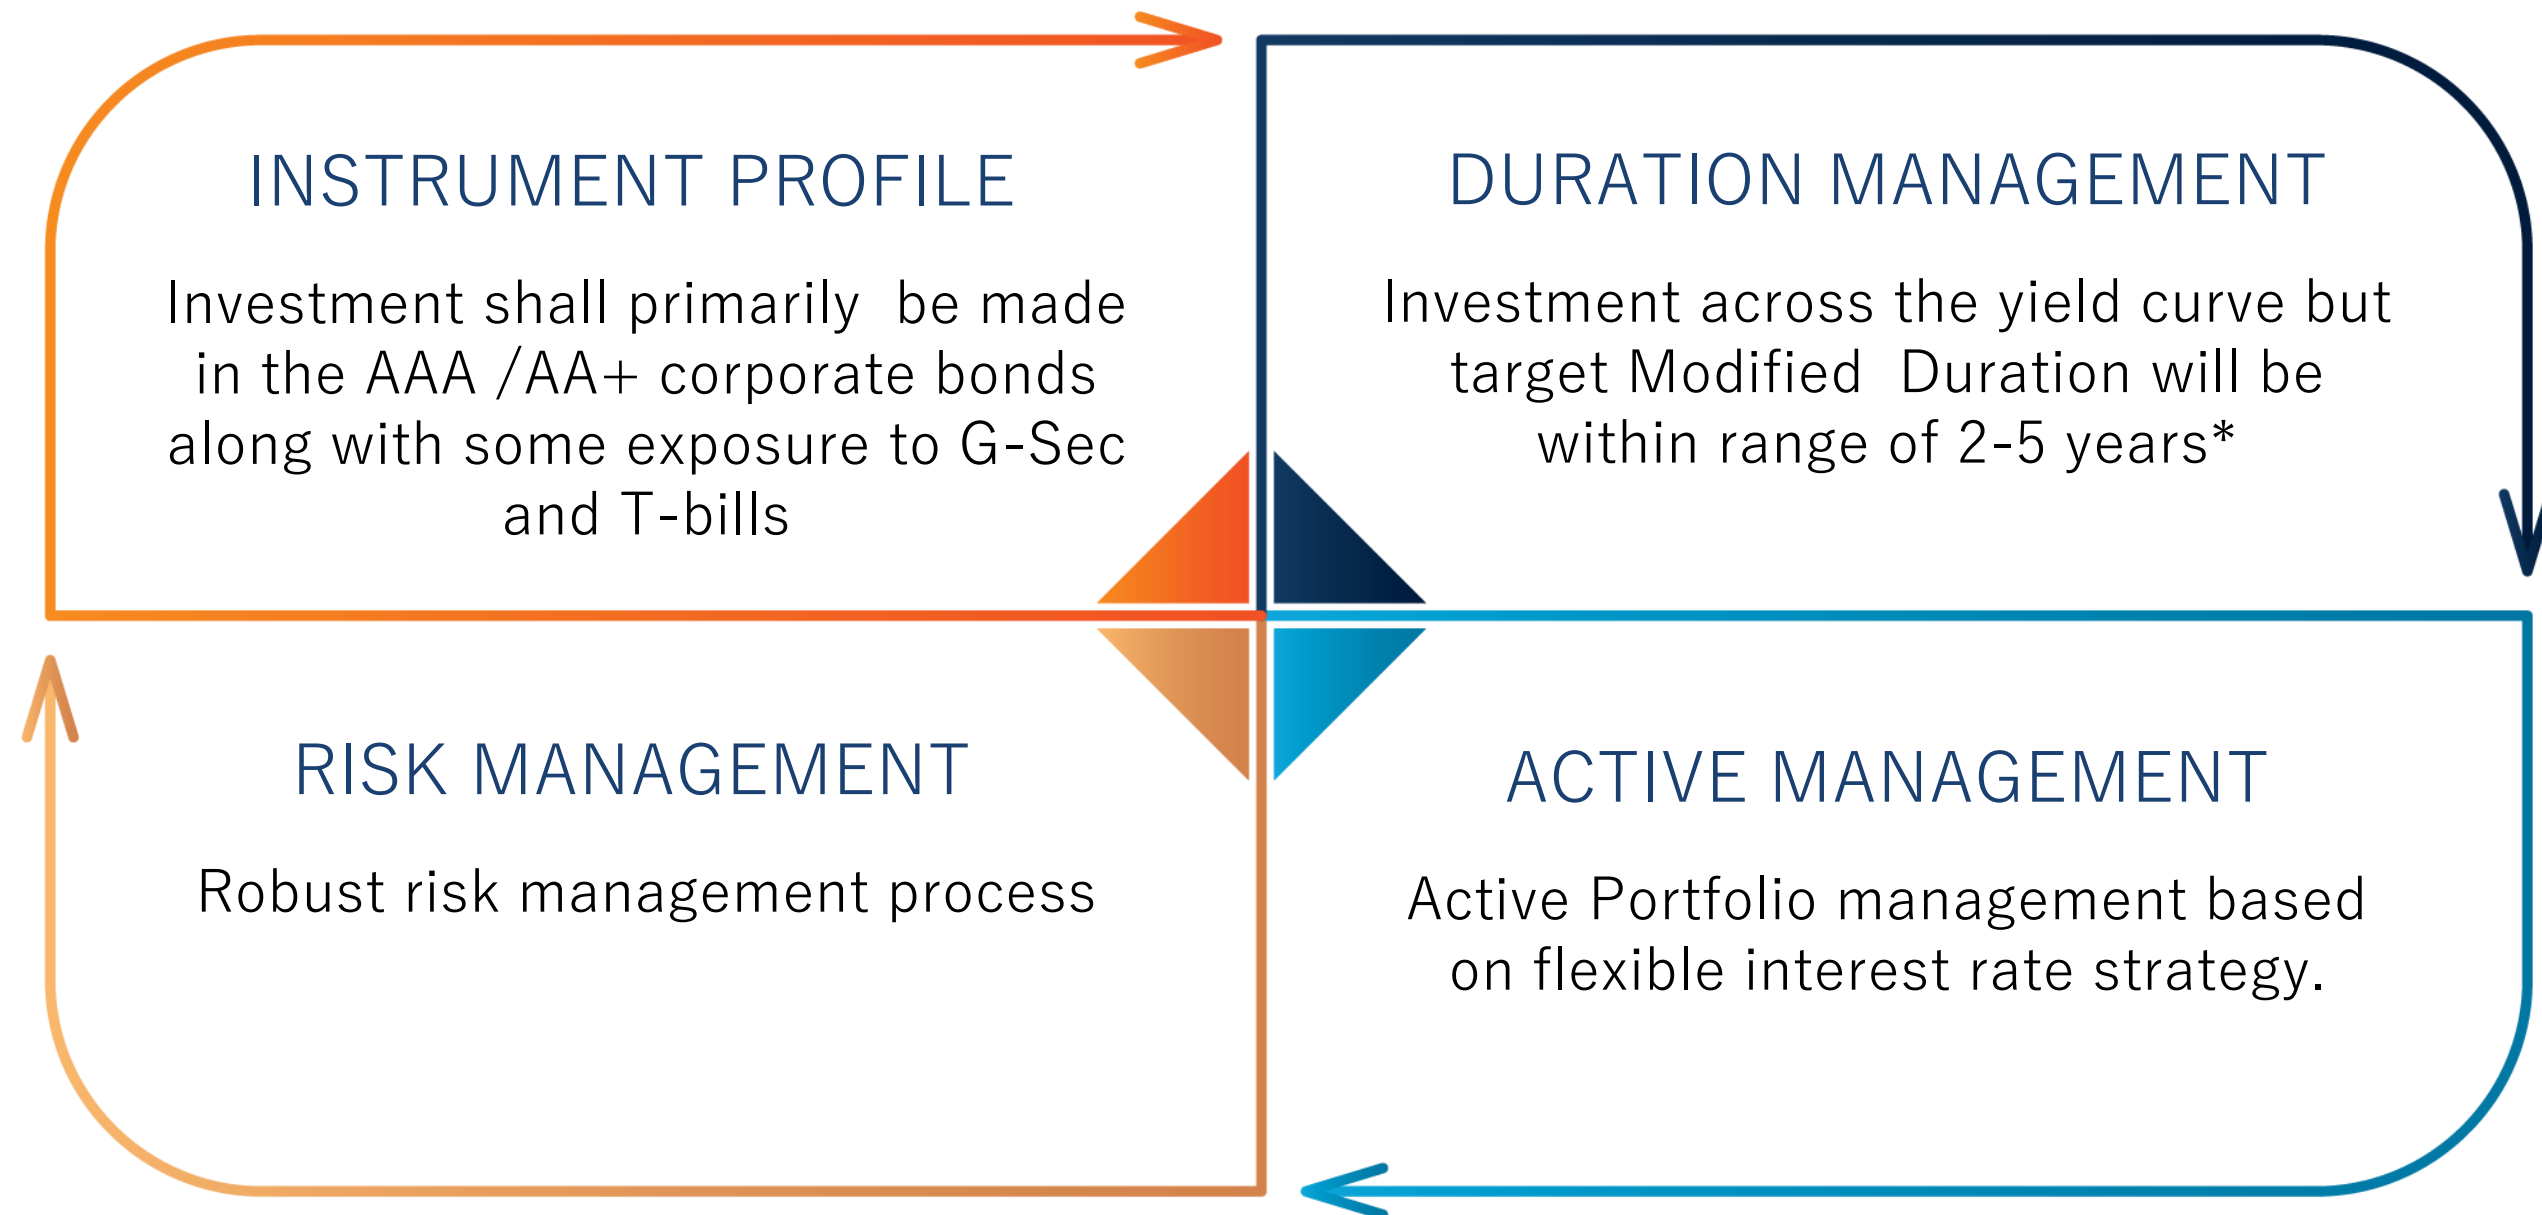 INSTRUMENT PROFILE
Investment shall primarily  be made
in the AAA /AA+ corporate bonds
along with some exposure to G-Sec
and T-bills
DURATION MANAGEMENT
Investment across the yield curve but
target Modified  Duration will be
within range of 2-5 years*
RISK MANAGEMENT
Robust risk management process
ACTIVE MANAGEMENT
Active Portfolio management based
on flexible interest rate strategy.